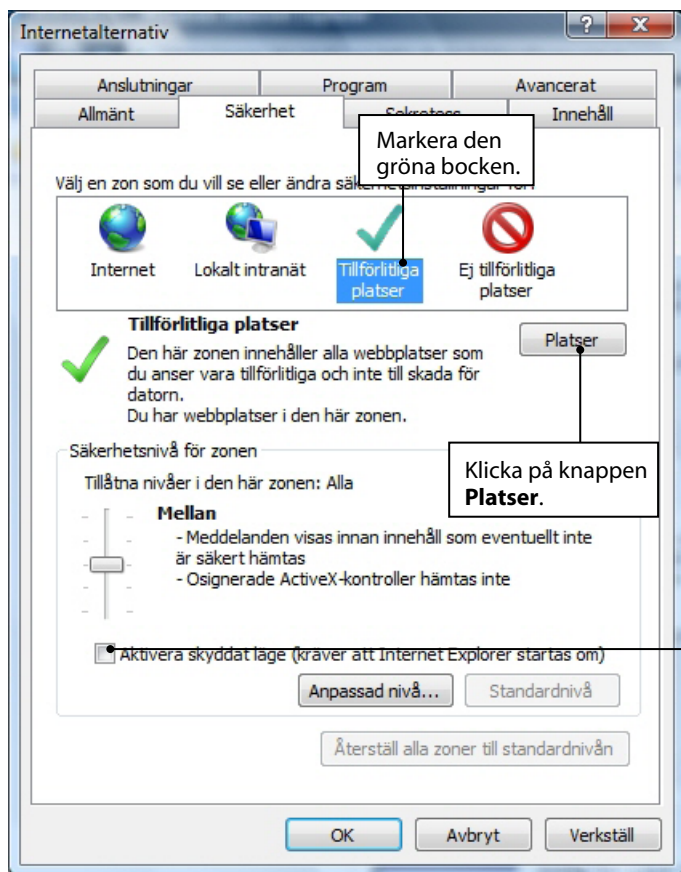 Internetalternativ
Anslutningar Program Avancerat
Allmänt Säkerhet Sekretess Innehåll
Markera den
gröna bocken.
Välj en zon som du vill se eller ändra säkerhetsinställningar för.
Internet Lokalt intranät Tillförlitliga platser Ej tillförlitliga platser
Tillförlitliga platser
Platser
Den här zonen innehåller alla webbplatser som
du anser vara tillförlitliga och inte till skada för
datorn.
Du har webbplatser i den här zonen.
Klicka på knappen
Platser.
Säkerhetsnivå för zonen
Tillåtna nivåer i den här zonen: Alla
Mellan
- Meddelanden visas innan innehåll som eventuellt inte
är säkert hämtas
- Osignerade ActiveX-kontroller hämtas inte
Aktivera skyddat läge (kräver att Internet Explorer startas om)
Anpassad nivå... Standardnivå
Återställ alla zoner till standardnivån
OK Avbryt Verkställ